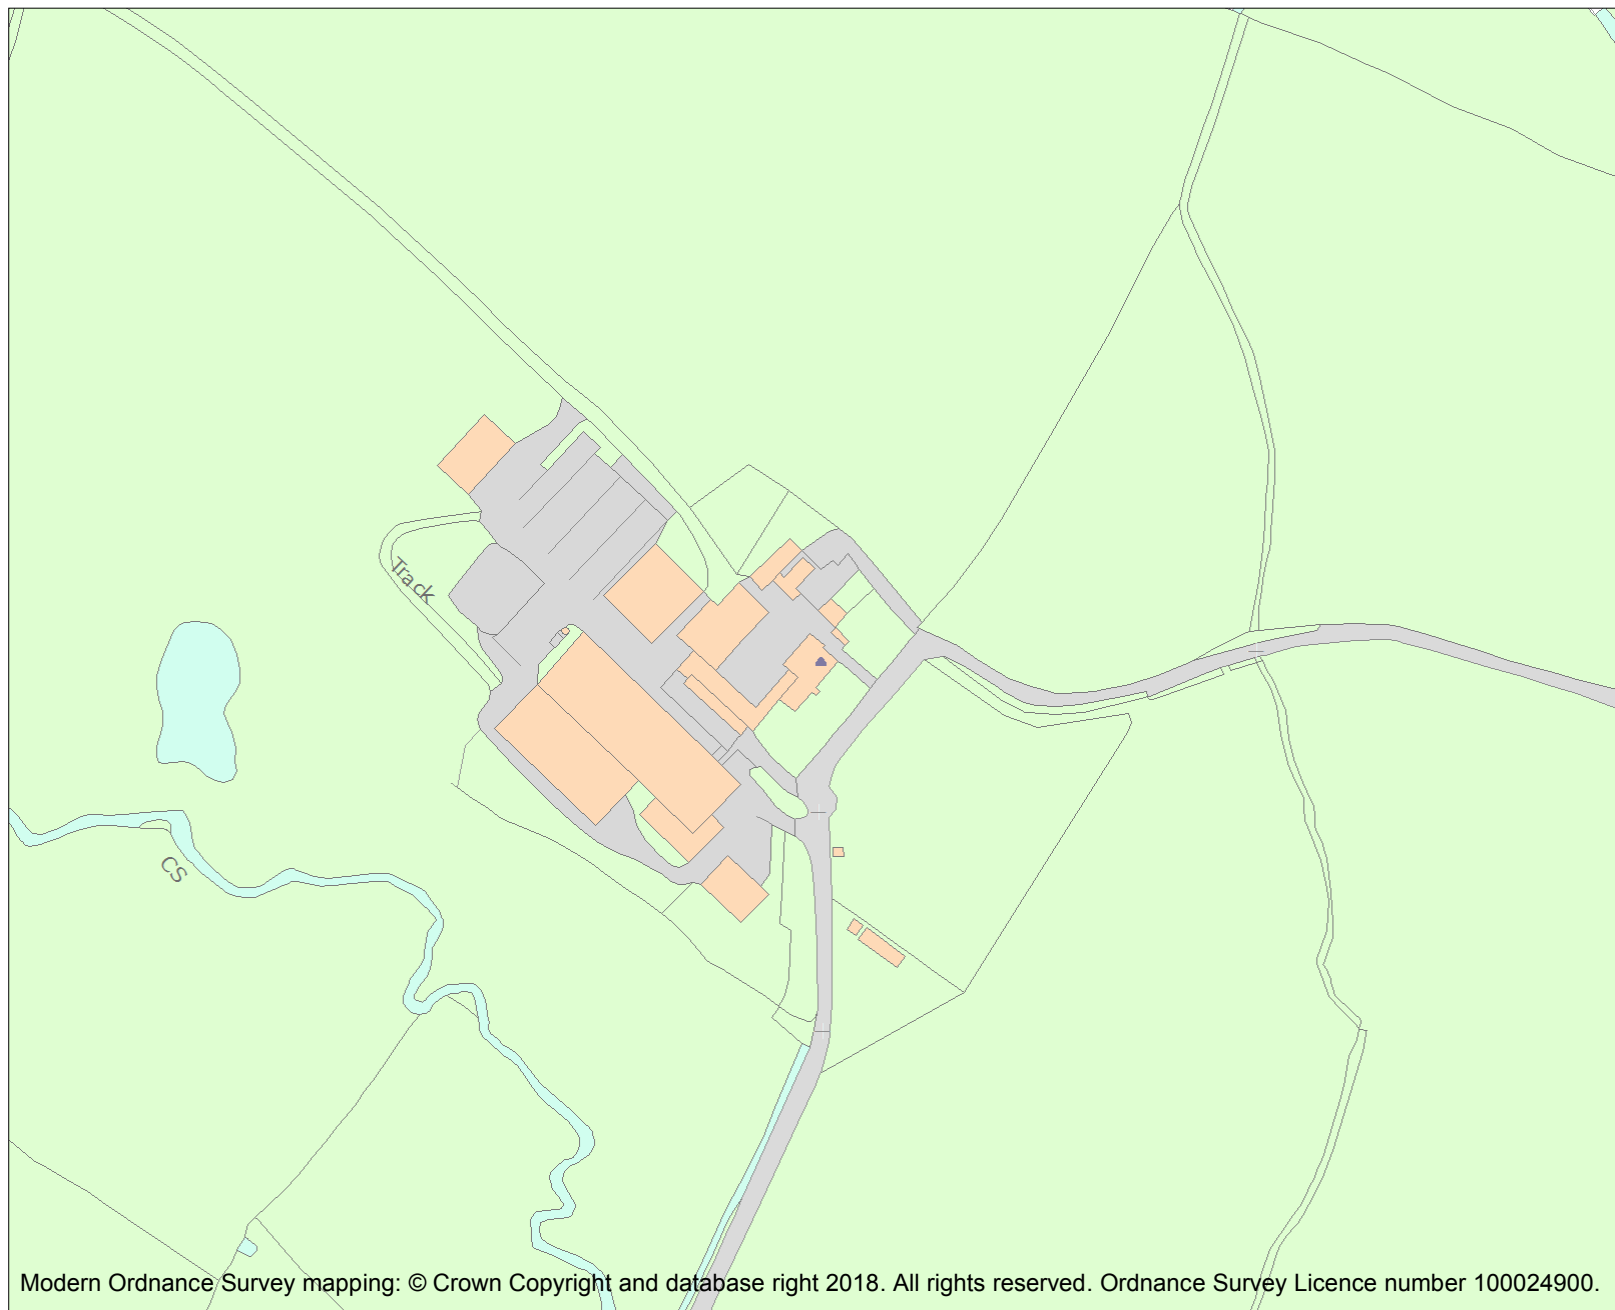 Track
CS
Modern Ordnance Survey mapping: © Crown Copyright and database right 2018. All rights reserved. Ordnance Survey Licence number 100024900.